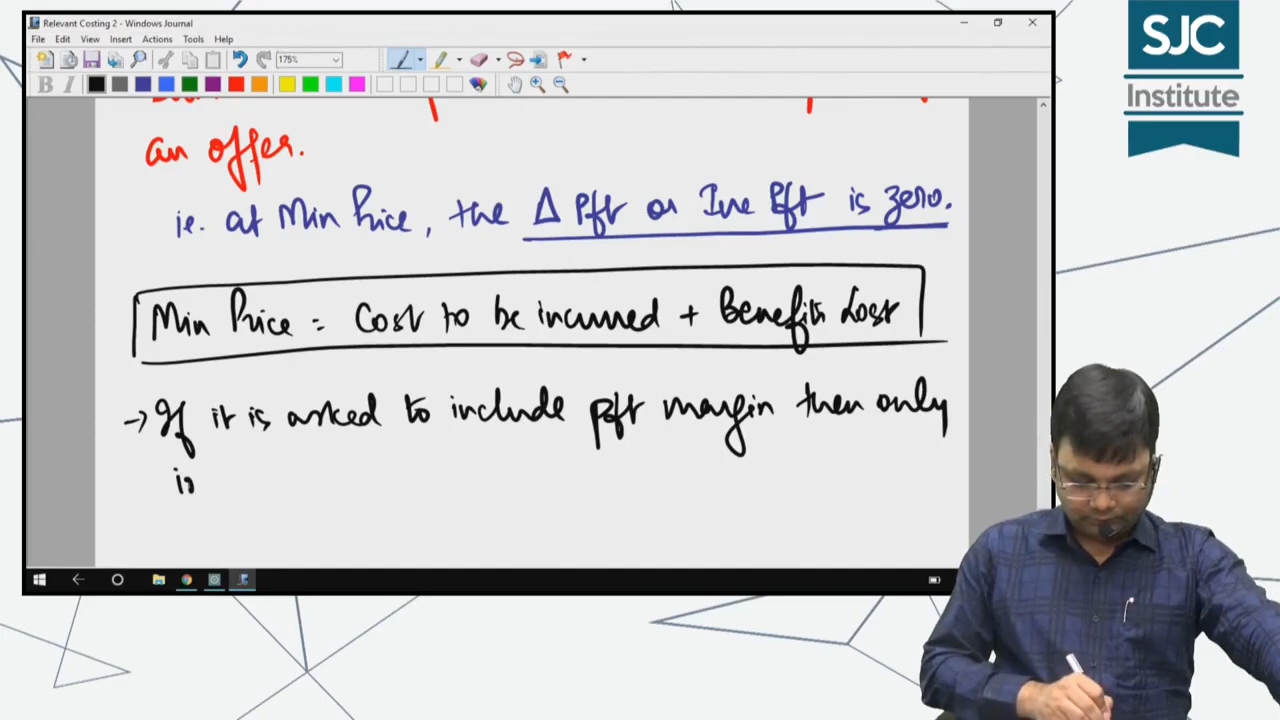 Relevant Costing 2 - Windows Journal
File Edit View Insert Actions Tools Help
175%
SJC
Institute
an offer.
ie. at Min Price, the Δ Pft or Inc Pft is zero.
Min Price = Cost to be incurred + Benefits Lost
→ If it is asked to include pft margin then only
is